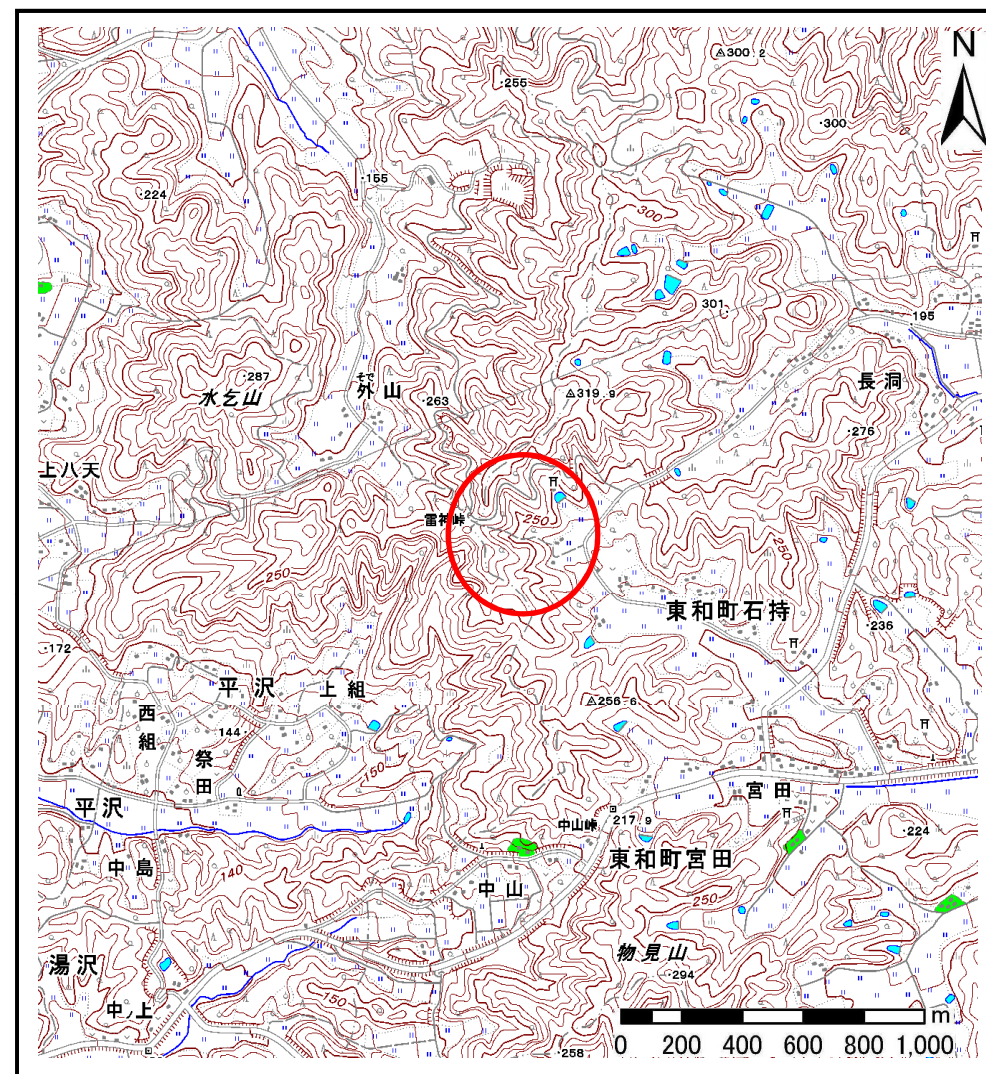 N
300.2
255
300
155
224
300
301
195
長洞
287
水乞山
そで
外山
263
319.9
276
上八天
雷神峠
250
250
250
東和町石持
236
172
平沢
上組
256.6
西組
144
祭田
150
平沢
宮田
中山峠
217.9
224
中島
140
東和町宮田
中山
250
湯沢
物見山
294
150
中ノ上
258
m
0 200 400 600 800 1,000